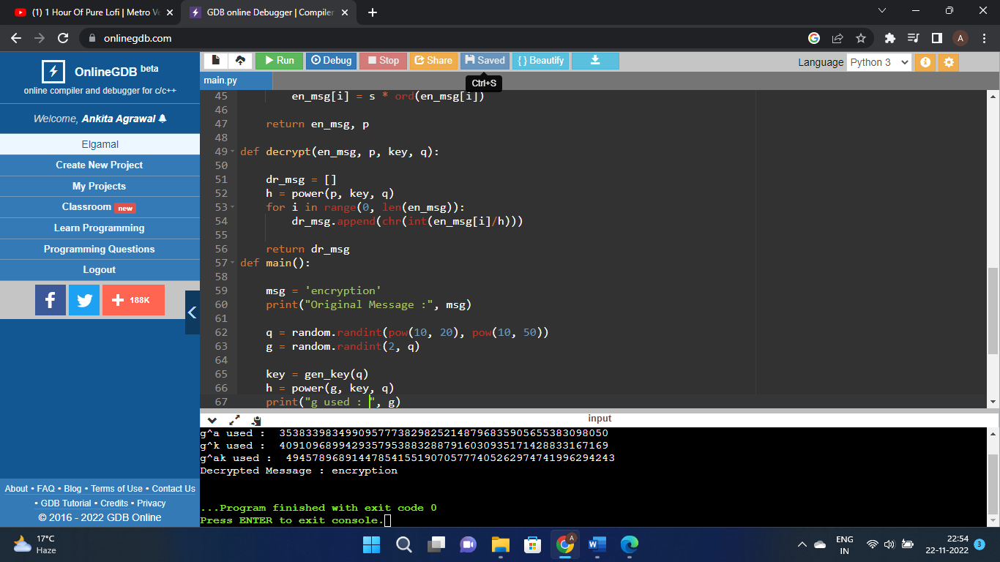 (1) 1 Hour Of Pure Lofi | Metro Ve
GDB online Debugger | Compiler
onlinegdb.com
A
OnlineGDB beta
online compiler and debugger for c/c++
Welcome, Ankita Agrawal
Elgamal
Create New Project
My Projects
Classroom new
Learn Programming
Programming Questions
Logout
f
+ 188K
About • FAQ • Blog • Terms of Use • Contact Us
• GDB Tutorial • Credits • Privacy
© 2016 - 2022 GDB Online
Run Debug Stop Share Saved { } Beautify
Language Python 3
main.py
Ctrl+S
45 en_msg[i] = s * ord(en_msg[i])
46
47 return en_msg, p
48
49 def decrypt(en_msg, p, key, q):
50
51 dr_msg = []
52 h = power(p, key, q)
53 for i in range(0, len(en_msg)):
54 dr_msg.append(chr(int(en_msg[i]/h)))
55
56 return dr_msg
57 def main():
58
59 msg = 'encryption'
60 print("Original Message :", msg)
61
62 q = random.randint(pow(10, 20), pow(10, 50))
63 g = random.randint(2, q)
64
65 key = gen_key(q)
66 h = power(g, key, q)
67 print("g used : ", g)
input
g^a used :  35383398349909577738298252148796835905655383098050
g^k used :  40910968994293579538832887916030935171428833167169
g^ak used :  49457896891447854155190705777405262974741996294243
Decrypted Message : encryption
...Program finished with exit code 0
Press ENTER to exit console.
17°C
Haze
A
W
ENG
IN
22:54
22-11-2022
3